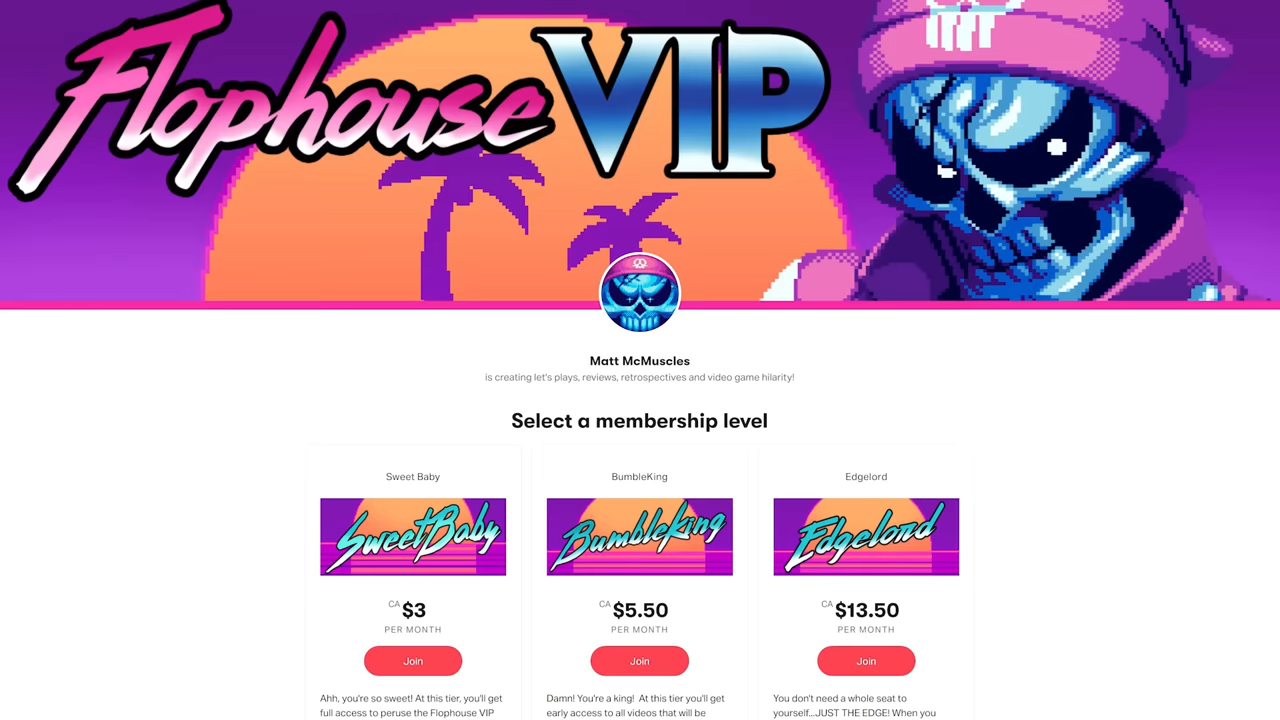 Flophouse VIP
Matt McMuscles
is creating let's plays, reviews, retrospectives and video game hilarity!
Select a membership level
Sweet Baby
SweetBaby
CA $3
PER MONTH
Join
Ahh, you're so sweet! At this tier, you'll get
full access to peruse the Flophouse VIP
BumbleKing
BumbleKing
CA $5.50
PER MONTH
Join
Damn! You're a king! At this tier you'll get
early access to all videos that will be
Edgelord
Edgelord
CA $13.50
PER MONTH
Join
You don't need a whole seat to
yourself...JUST THE EDGE! When you